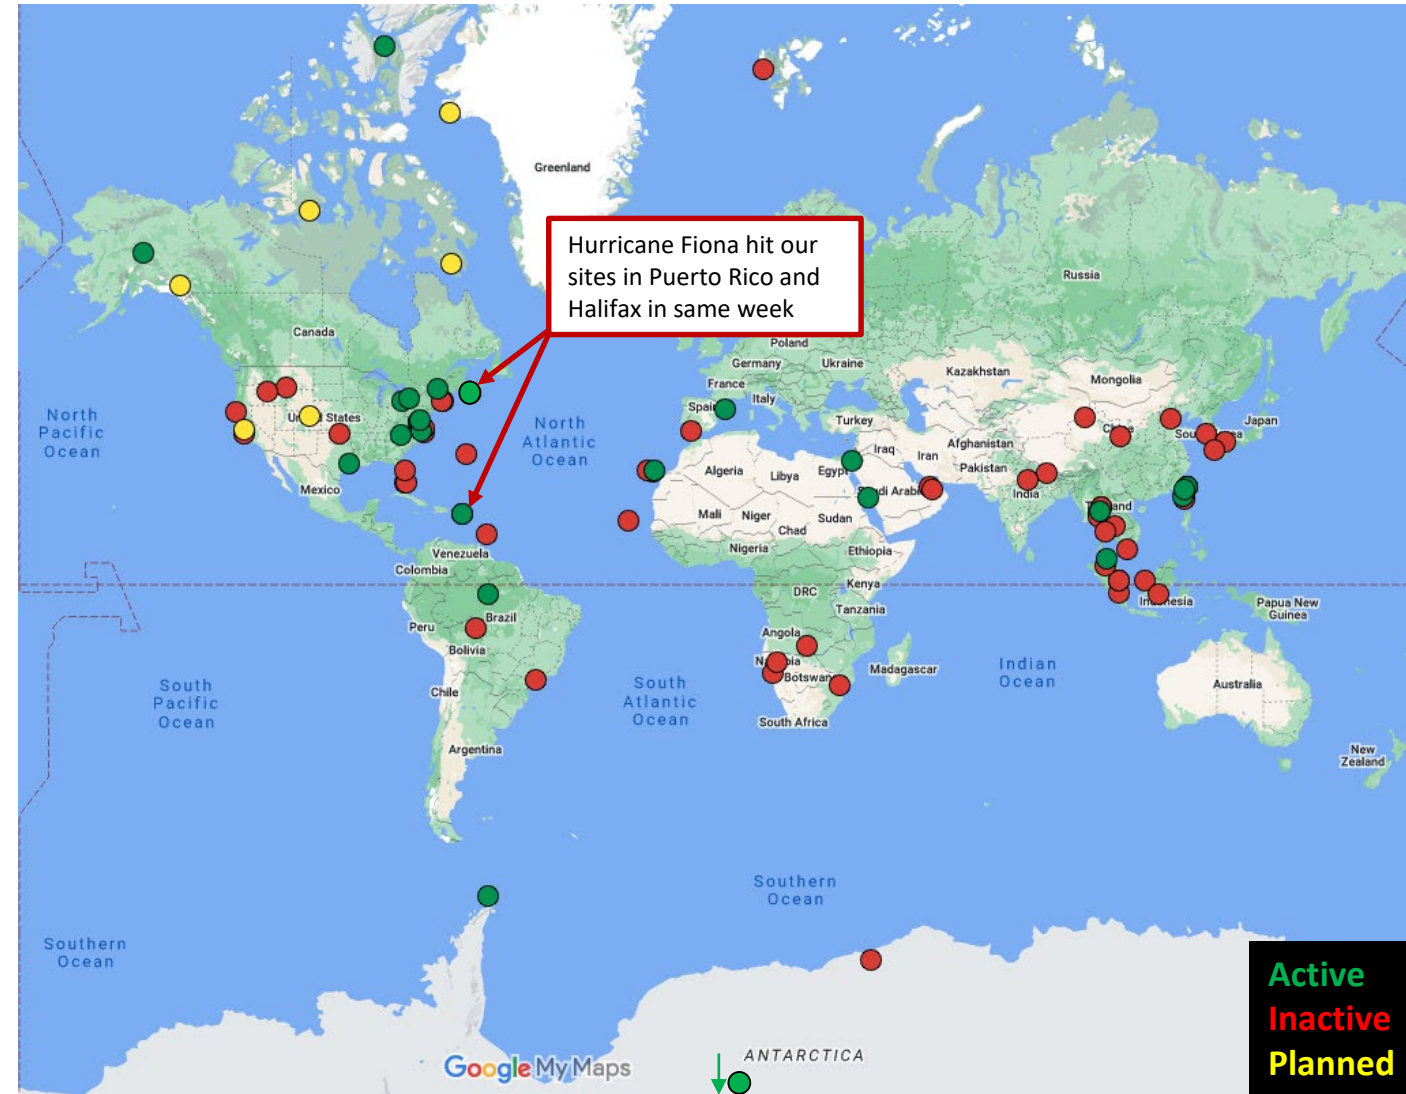 Greenland
Hurricane Fiona hit our
sites in Puerto Rico and
Halifax in same week
Russia
Canada
Poland
Germany
Ukraine
Kazakhstan
Mongolia
France
Italy
Spain
North
Pacific
Ocean
United States
North
Atlantic
Ocean
Turkey
Afghanistan
Iraq
Iran
Pakistan
Japan
Algeria
Libya
Egypt
India
Mexico
Mali
Niger
Chad
Sudan
Nigeria
Ethiopia
Venezuela
Colombia
DRC
Kenya
Tanzania
Indonesia
Papua New
Guinea
Peru
Brazil
Bolivia
Angola
Botswana
Madagascar
Indian
Ocean
Australia
South
Pacific
Ocean
Chile
South
Atlantic
Ocean
South Africa
Argentina
New
Zealand
Southern
Ocean
Southern
Ocean
Active
Inactive
Planned
ANTARCTICA
Google My Maps